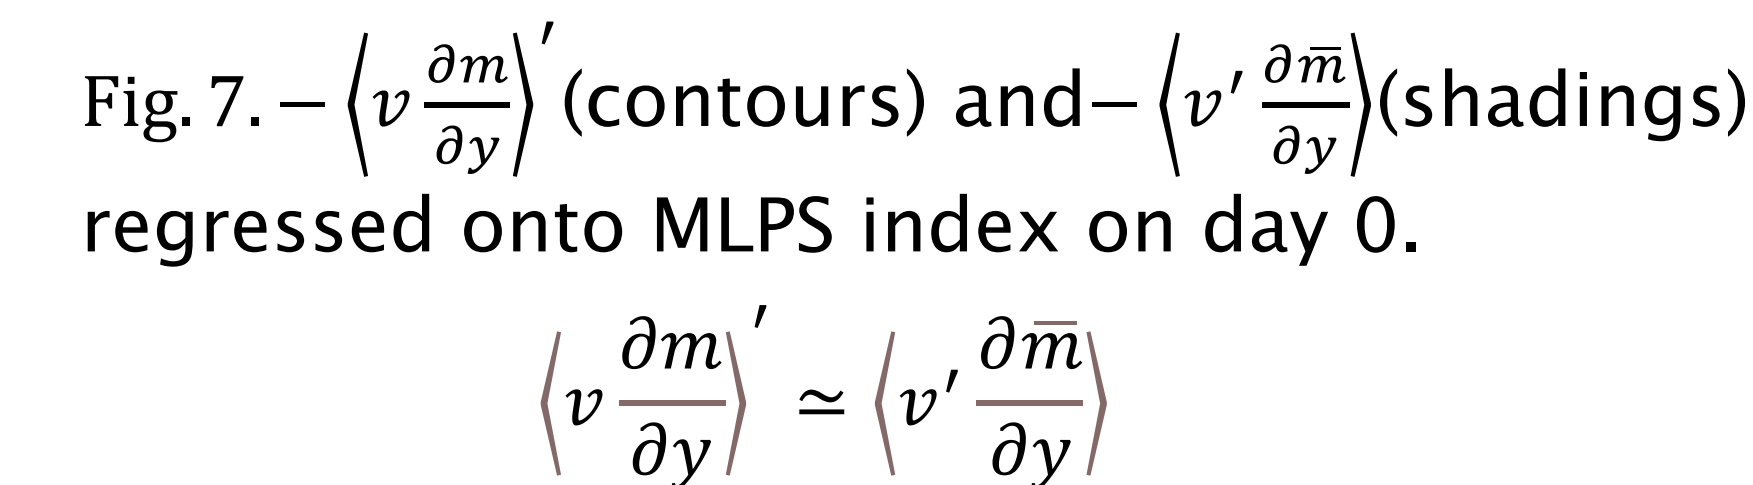 Fig. 7. − ⟨v ∂m/∂y⟩′ (contours) and − ⟨v′ ∂m̅/∂y⟩ (shadings)
regressed onto MLPS index on day 0.
⟨v ∂m/∂y⟩′ ≃ ⟨v′ ∂m̅/∂y⟩